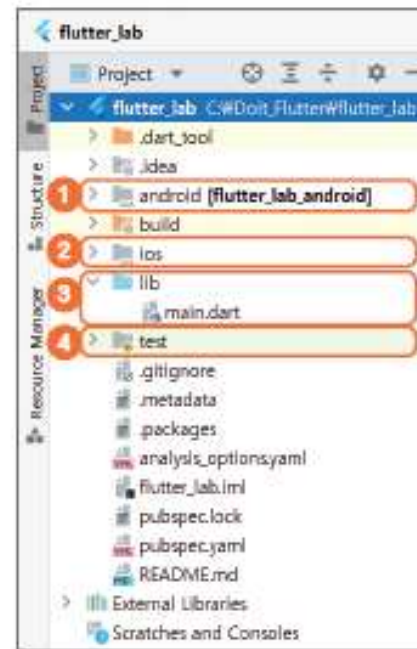 flutter_lab
Project
Project
Structure
Resource Manager
flutter_lab C:₩Doit_Flutter₩flutter_lab
.dart_tool
.idea
1 android [flutter_lab_android]
build
2 ios
3 lib
main.dart
4 test
.gitignore
.metadata
.packages
analysis_options.yaml
flutter_lab.iml
pubspec.lock
pubspec.yaml
README.md
External Libraries
Scratches and Consoles